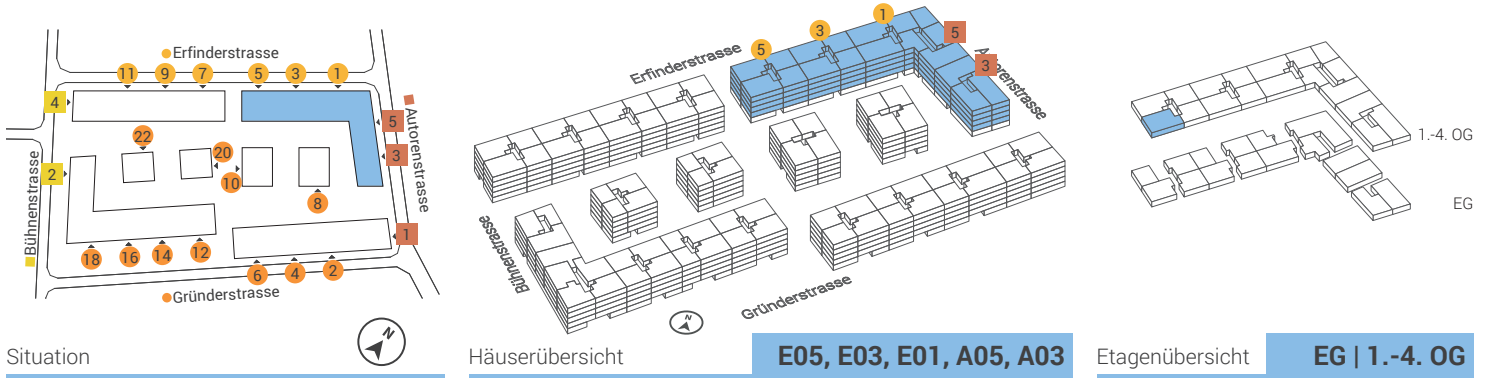 Erfinderstrasse
11 9 7 5 3 1
4
5
22
20
3
2
10
8
Bühnenstrasse
Autorenstrasse
1
18 16 14 12
6 4 2
Gründerstrasse
N
Situation
1
3
5
5
3
Erfinderstrasse
Autorenstrasse
Bühnenstrasse
Gründerstrasse
N
Häuserübersicht
E05, E03, E01, A05, A03
1.-4. OG
EG
Etagenübersicht
EG | 1.-4. OG